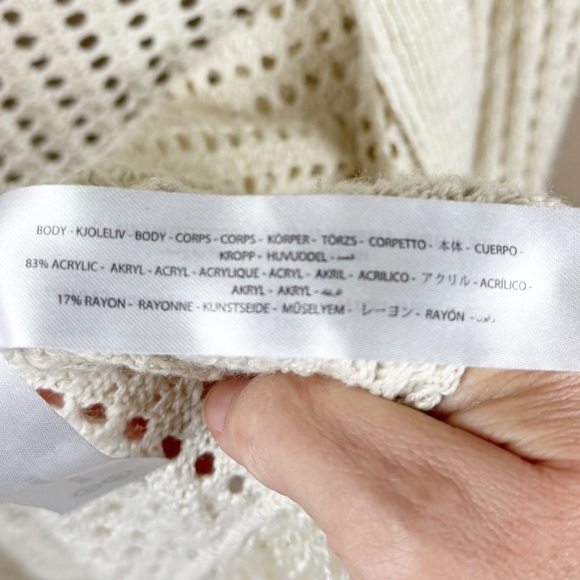 BODY - KJOLELIV - BODY - CORPS - CORPS - KÖRPER - TÖRZS - CORPETTO - 本体 - CUERPO -
KROPP - HUVUDDEL -
83% ACRYLIC - AKRYL - ACRYL - ACRYLIQUE - ACRYL - AKRIL - ACRILICO - アクリル - ACRÍLICO -
AKRYL - AKRYL -
17% RAYON - RAYONNE - KUNSTSEIDE - MŰSELYEM - レーヨン - RAYÓN -